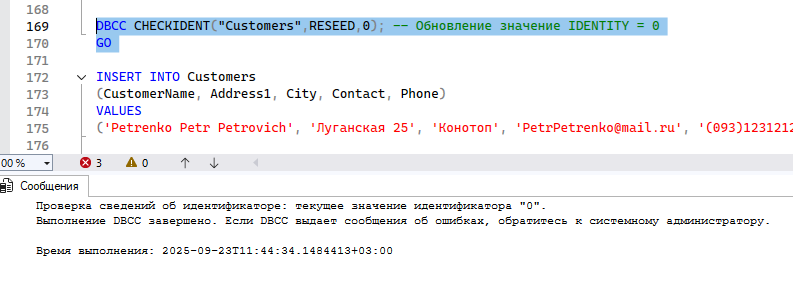 168
169 DBCC CHECKIDENT("Customers",RESEED,0); -- Обновление значение IDENTITY = 0
170 GO
171
172 INSERT INTO Customers
173 (CustomerName, Address1, City, Contact, Phone)
174 VALUES
175 ('Petrenko Petr Petrovich', 'Луганская 25', 'Конотоп', 'PetrPetrenko@mail.ru', '(093)1231212
176
00 % 3 0
Сообщения
Проверка сведений об идентификаторе: текущее значение идентификатора "0".
Выполнение DBCC завершено. Если DBCC выдает сообщения об ошибках, обратитесь к системному администратору.
Время выполнения: 2025-09-23T11:44:34.1484413+03:00